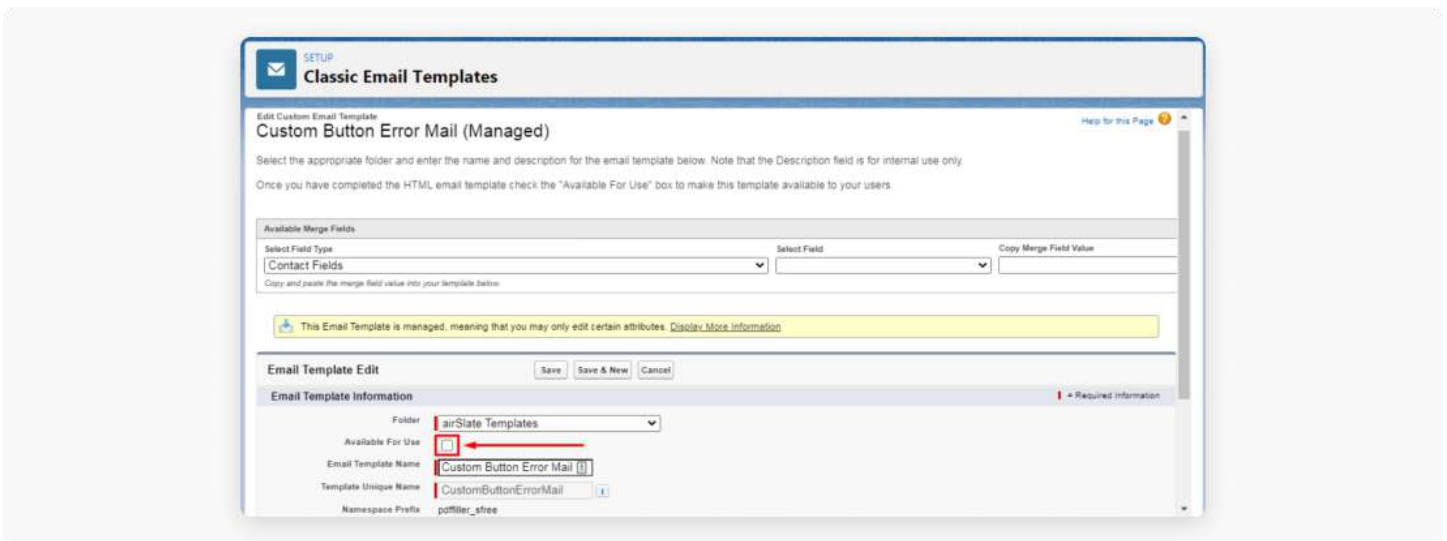 SETUP
Classic Email Templates
Edit Custom Email Template
Custom Button Error Mail (Managed)
Help for this Page
Select the appropriate folder and enter the name and description for the email template below. Note that the Description field is for internal use only.
Once you have completed the HTML email template check the "Available For Use" box to make this template available to your users.
Available Merge Fields
Select Field Type Select Field Copy Merge Field Value
Contact Fields
Copy and paste the merge field value into your template below.
This Email Template is managed, meaning that you may only edit certain attributes. Display More Information
Email Template Edit Save Save & New Cancel
Email Template Information = Required Information
Folder airSlate Templates
Available For Use
Email Template Name Custom Button Error Mail
Template Unique Name CustomButtonErrorMail i
Namespace Prefix pdffiller_sfree